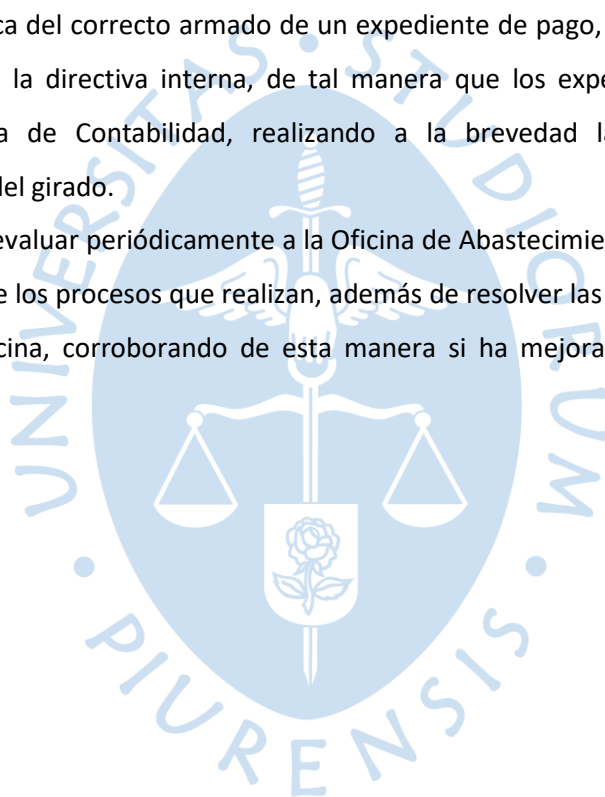 ca del correcto armado de un expediente de pago,
la directiva interna, de tal manera que los expe
a de Contabilidad, realizando a la brevedad la
del girado.
evaluar periódicamente a la Oficina de Abastecimie
e los procesos que realizan, además de resolver las
cina, corroborando de esta manera si ha mejora
UNIVERSITAS • STUDIORUM • PIURENSIS •